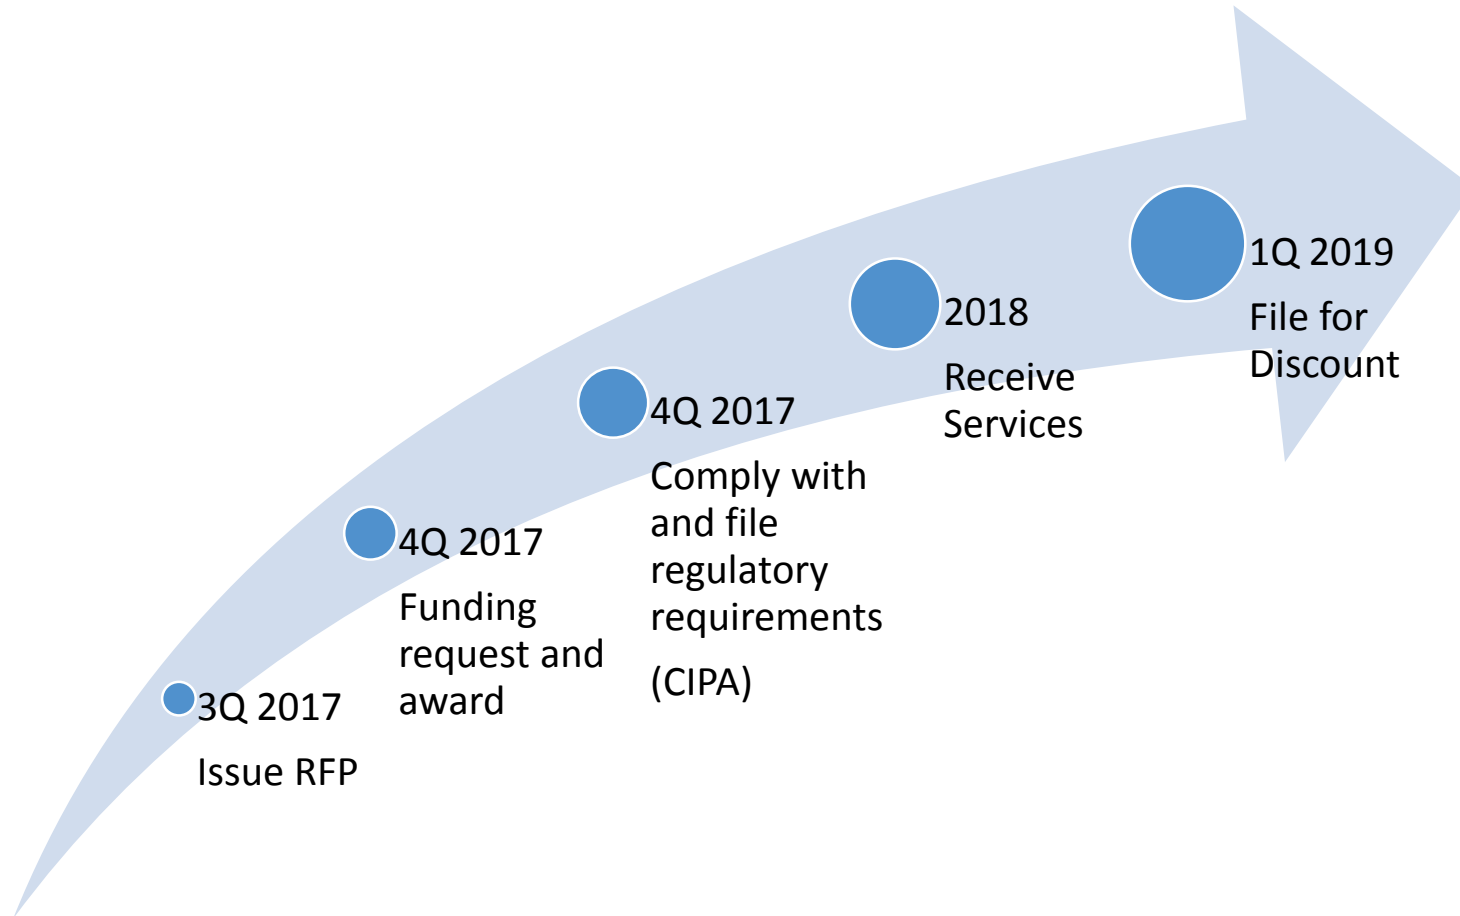 3Q 2017
Issue RFP
4Q 2017
Funding
request and
award
4Q 2017
Comply with
and file
regulatory
requirements
(CIPA)
2018
Receive
Services
1Q 2019
File for
Discount